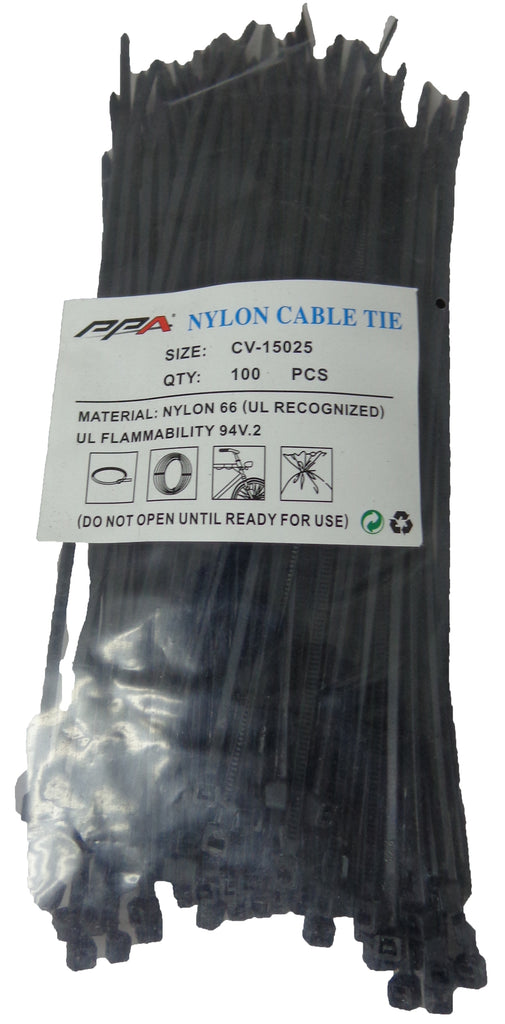 PPA® NYLON CABLE TIE
SIZE: CV-15025
QTY: 100 PCS
MATERIAL: NYLON 66 (UL RECOGNIZED)
UL FLAMMABILITY 94V.2
(DO NOT OPEN UNTIL READY FOR USE)